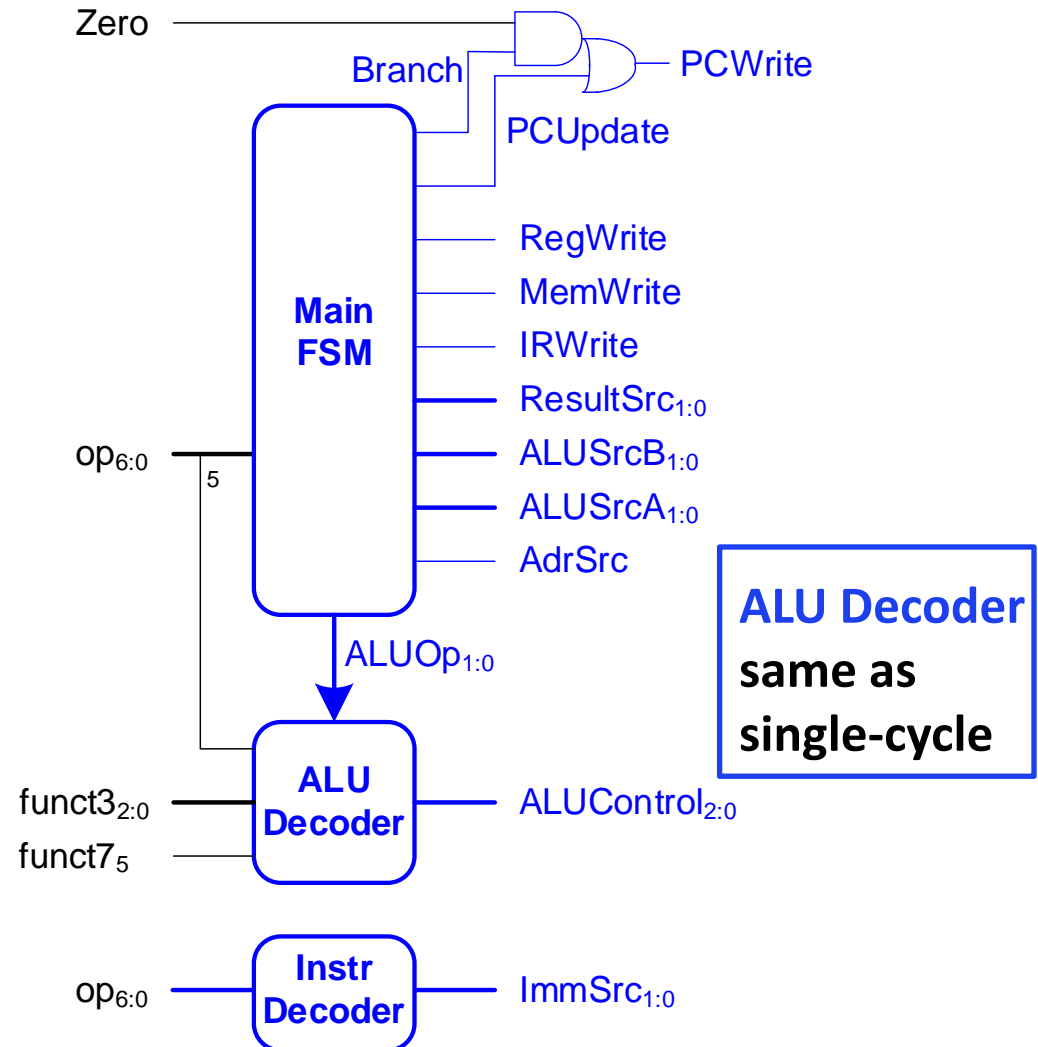 Zero
Branch
PCWrite
PCUpdate
RegWrite
MemWrite
Main
FSM
IRWrite
ResultSrc1:0
op6:0
5
ALUSrcB1:0
ALUSrcA1:0
AdrSrc
ALUOp1:0
ALU Decoder
same as
single-cycle
funct32:0
funct75
ALU
Decoder
ALUControl2:0
op6:0
Instr
Decoder
ImmSrc1:0